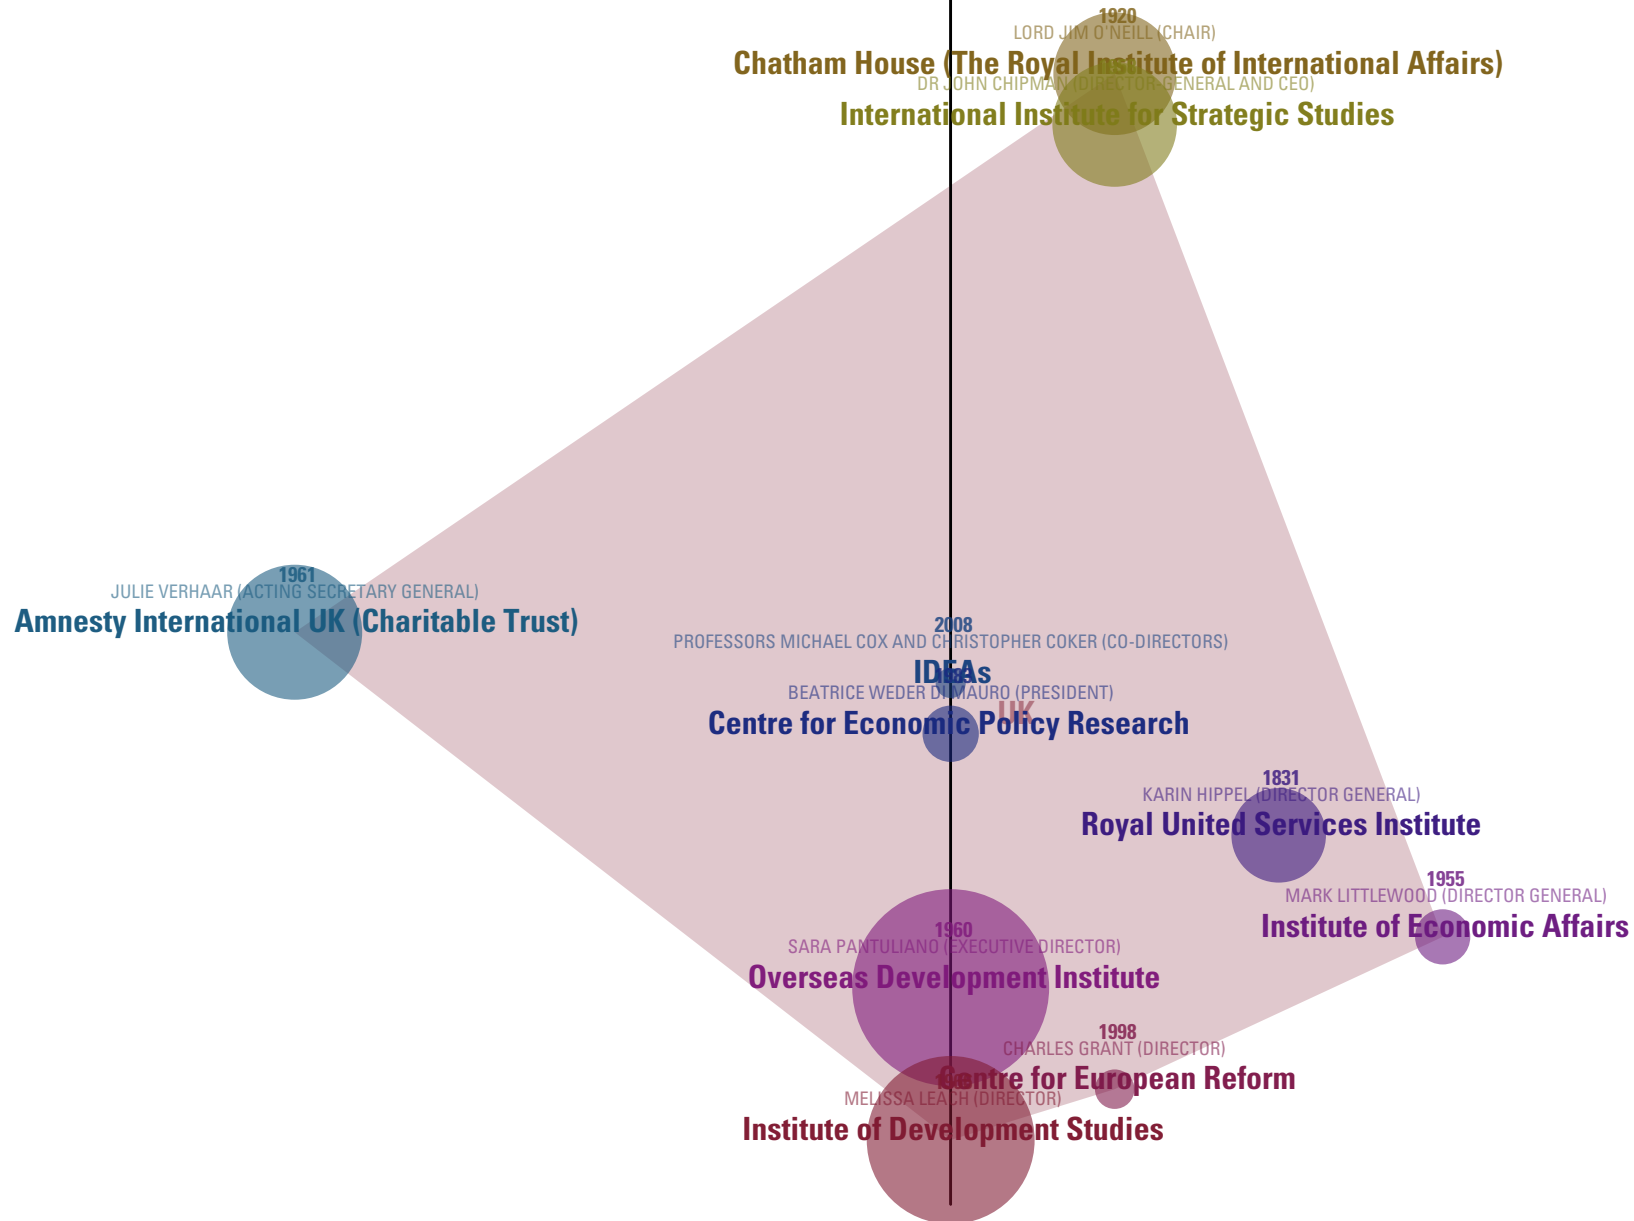 1920
LORD JIM O'NEILL (CHAIR)
Chatham House (The Royal Institute of International Affairs)
DR JOHN CHIPMAN (DIRECTOR-GENERAL AND CEO)
International Institute for Strategic Studies
1961
JULIE VERHAAR (ACTING SECRETARY GENERAL)
Amnesty International UK (Charitable Trust)
2008
PROFESSORS MICHAEL COX AND CHRISTOPHER COKER (CO-DIRECTORS)
IDEAs
BEATRICE WEDER DI MAURO (PRESIDENT)
UK
Centre for Economic Policy Research
1831
KARIN HIPPEL (DIRECTOR GENERAL)
Royal United Services Institute
1955
MARK LITTLEWOOD (DIRECTOR GENERAL)
Institute of Economic Affairs
1960
SARA PANTULIANO (EXECUTIVE DIRECTOR)
Overseas Development Institute
1998
CHARLES GRANT (DIRECTOR)
Centre for European Reform
MELISSA LEACH (DIRECTOR)
Institute of Development Studies